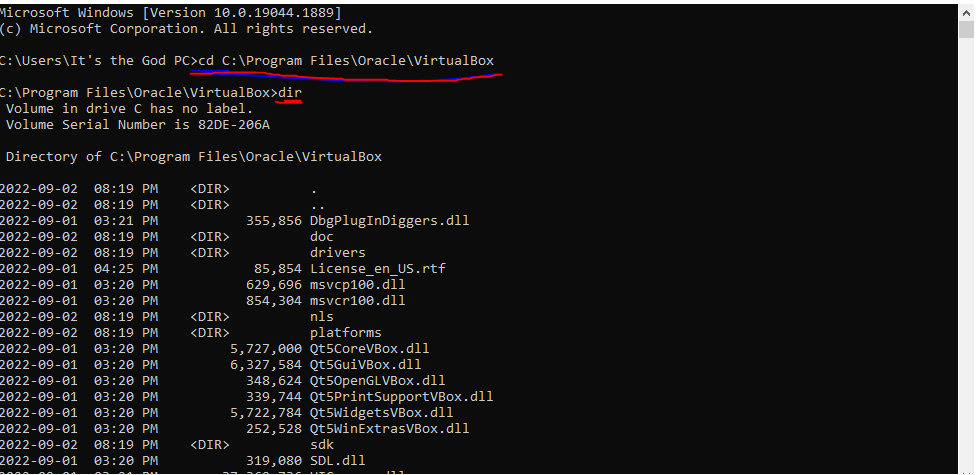 Microsoft Windows [Version 10.0.19044.1889]
(c) Microsoft Corporation. All rights reserved.
C:\Users\It's the God PC>cd C:\Program Files\Oracle\VirtualBox
C:\Program Files\Oracle\VirtualBox>dir
Volume in drive C has no label.
Volume Serial Number is 82DE-206A
Directory of C:\Program Files\Oracle\VirtualBox
2022-09-02  08:19 PM    <DIR>          .
2022-09-02  08:19 PM    <DIR>          ..
2022-09-01  03:21 PM           355,856 DbgPlugInDiggers.dll
2022-09-02  08:19 PM    <DIR>          doc
2022-09-02  08:19 PM    <DIR>          drivers
2022-09-01  04:25 PM            85,854 License_en_US.rtf
2022-09-01  03:20 PM           629,696 msvcp100.dll
2022-09-01  03:20 PM           854,304 msvcr100.dll
2022-09-02  08:19 PM    <DIR>          nls
2022-09-02  08:19 PM    <DIR>          platforms
2022-09-01  03:20 PM         5,727,000 Qt5CoreVBox.dll
2022-09-01  03:20 PM         6,327,584 Qt5GuiVBox.dll
2022-09-01  03:20 PM           348,624 Qt5OpenGLVBox.dll
2022-09-01  03:20 PM           339,744 Qt5PrintSupportVBox.dll
2022-09-01  03:20 PM         5,722,784 Qt5WidgetsVBox.dll
2022-09-01  03:20 PM           252,528 Qt5WinExtrasVBox.dll
2022-09-02  08:19 PM    <DIR>          sdk
2022-09-01  03:20 PM           319,080 SDL.dll